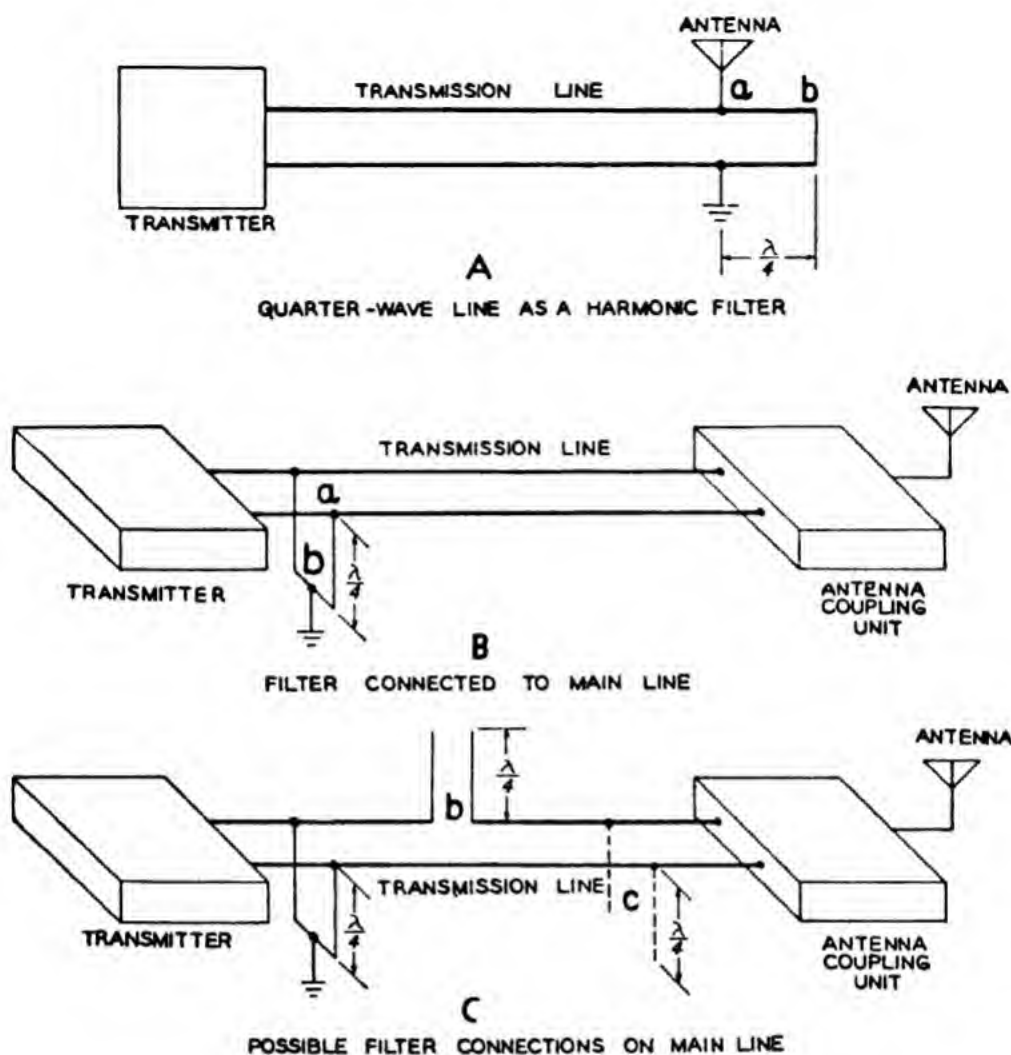 ANTENNA
TRANSMISSION LINE
a b
TRANSMITTER
λ/4
A
QUARTER-WAVE LINE AS A HARMONIC FILTER
ANTENNA
TRANSMISSION LINE
a
b
λ/4
TRANSMITTER
ANTENNA
COUPLING
UNIT
B
FILTER CONNECTED TO MAIN LINE
ANTENNA
λ/4
b
TRANSMISSION LINE
c
λ/4
λ/4
TRANSMITTER
ANTENNA
COUPLING
UNIT
C
POSSIBLE FILTER CONNECTIONS ON MAIN LINE